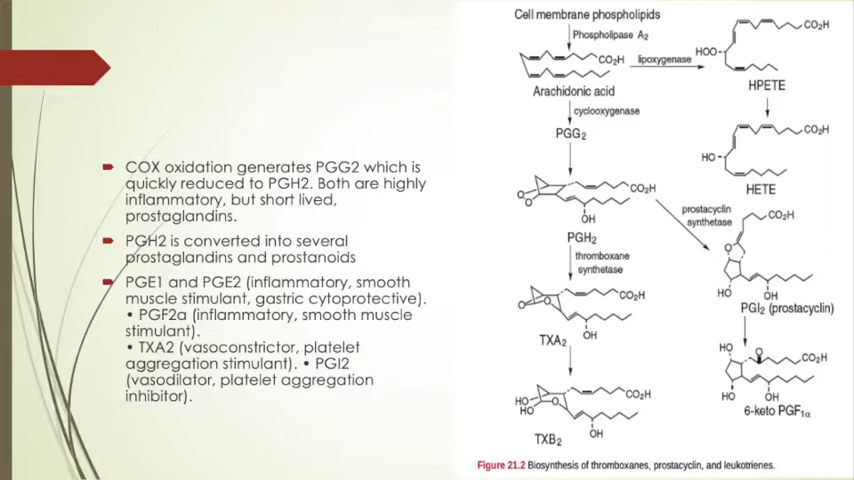 COX oxidation generates PGG2 which is
quickly reduced to PGH2. Both are highly
inflammatory, but short lived,
prostaglandins.
PGH2 is converted into several
prostaglandins and prostanoids
PGE1 and PGE2 (inflammatory, smooth
muscle stimulant, gastric cytoprotective).
• PGF2a (inflammatory, smooth muscle
stimulant).
• TXA2 (vasoconstrictor, platelet
aggregation stimulant). • PGI2
(vasodilator, platelet aggregation
inhibitor).
Cell membrane phospholipids
Phospholipase A₂
CO₂H
lipoxygenase
Arachidonic acid
CO₂H
HOO
HPETE
cyclooxygenase
PGG₂
CO₂H
HO
HETE
CO₂H
O
O
OH
PGH₂
prostacyclin
synthetase
CO₂H
O
HO
OH
PGI₂ (prostacyclin)
thromboxane
synthetase
CO₂H
O
O
OH
TXA₂
HO
O
CO₂H
HO
OH
6-keto PGF₁α
CO₂H
HO
HO
O
OH
TXB₂
Figure 21.2 Biosynthesis of thromboxanes, prostacyclin, and leukotrienes.